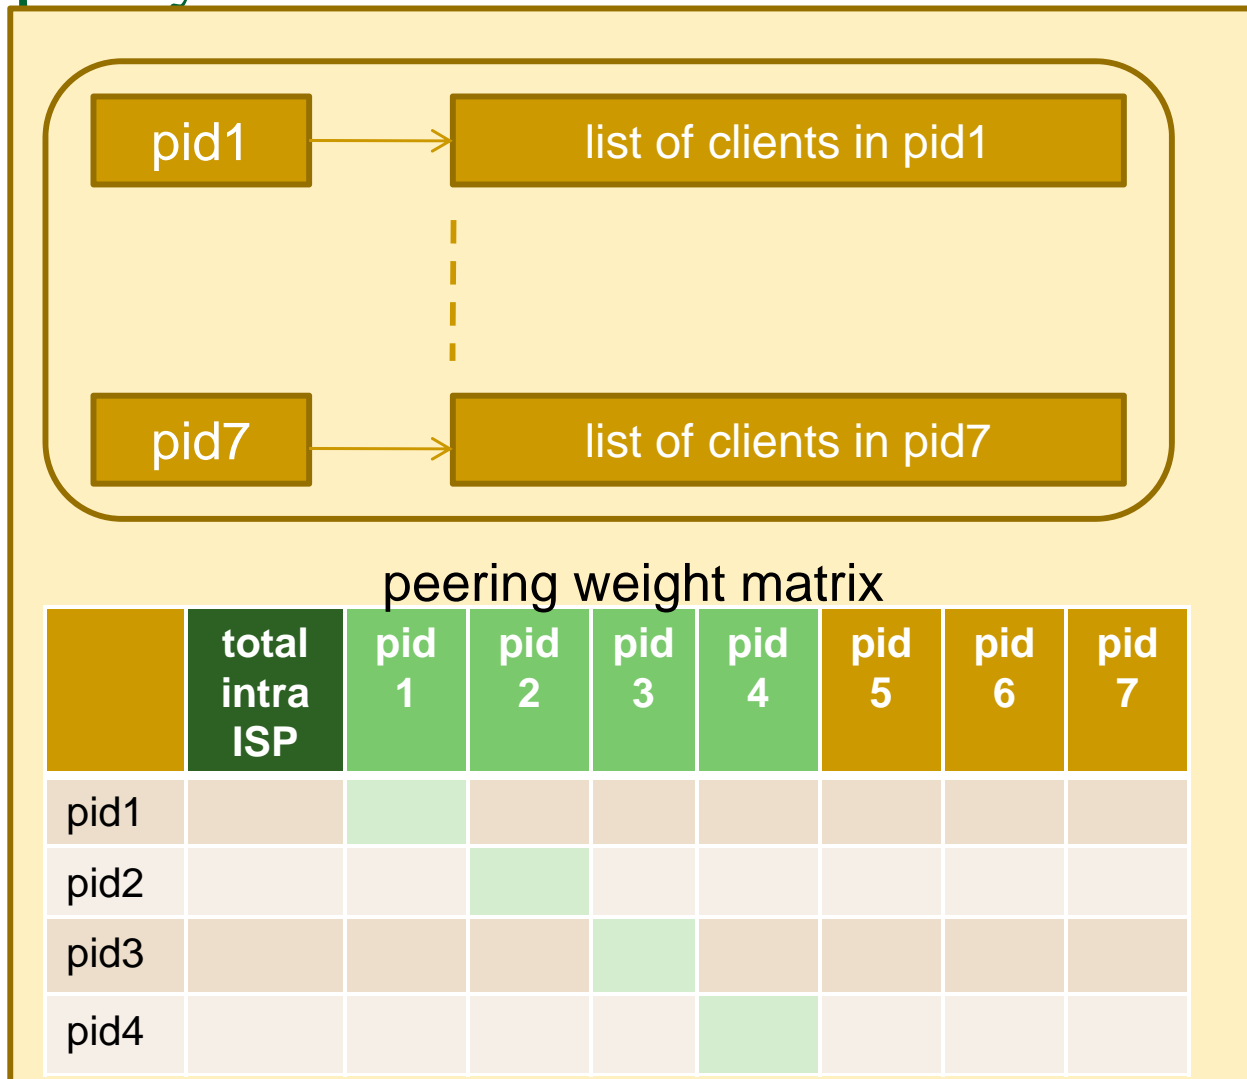 pid1
list of clients in pid1
pid7
list of clients in pid7
peering weight matrix
total intra ISP pid 1 pid 2 pid 3 pid 4 pid 5 pid 6 pid 7
pid1
pid2
pid3
pid4